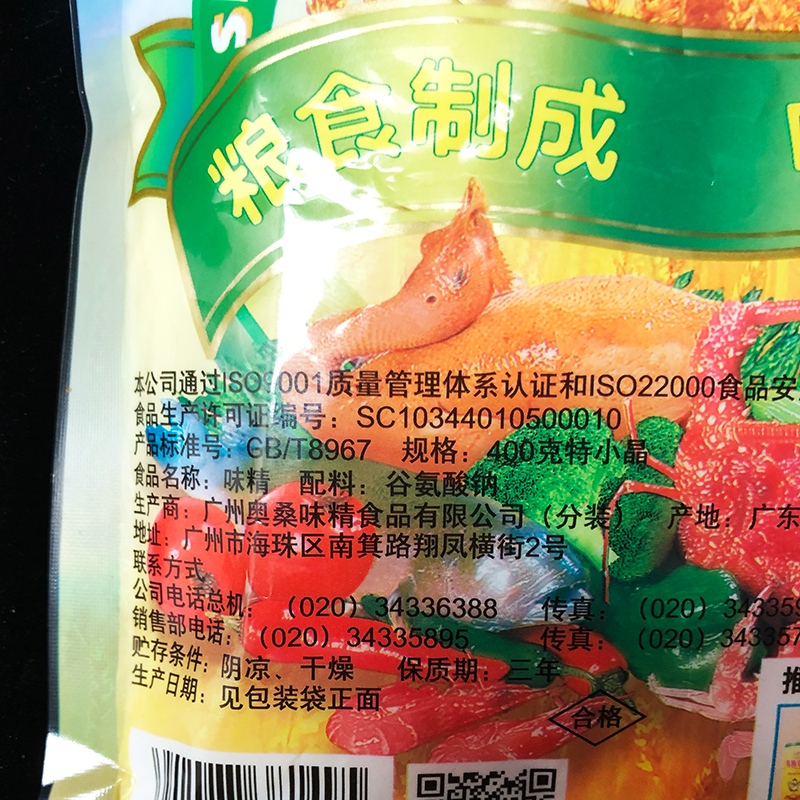 粮食制成
本公司通过ISO9001质量管理体系认证和ISO22000食品安
食品生产许可证编号：SC10344010500010
产品标准号：GB/T8967 规格：400克特小晶
食品名称：味精 配料：谷氨酸钠
生产商：广州奥桑味精食品有限公司（分装） 产地：广东
地址：广州市海珠区南箕路翔凤横街2号
联系方式
公司电话总机：（020）34336388 传真：（020）343359
销售部电话：（020）34335895 传真：（020）343357
贮存条件：阴凉、干燥 保质期：三年
生产日期：见包装袋正面
合格
推